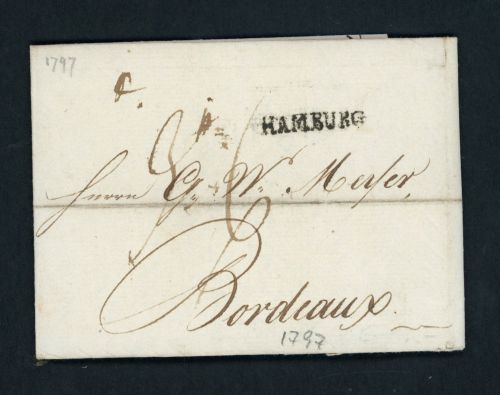 1797
HAMBURG
Herrn G. W. Meyer,
Bordeaux.
1797